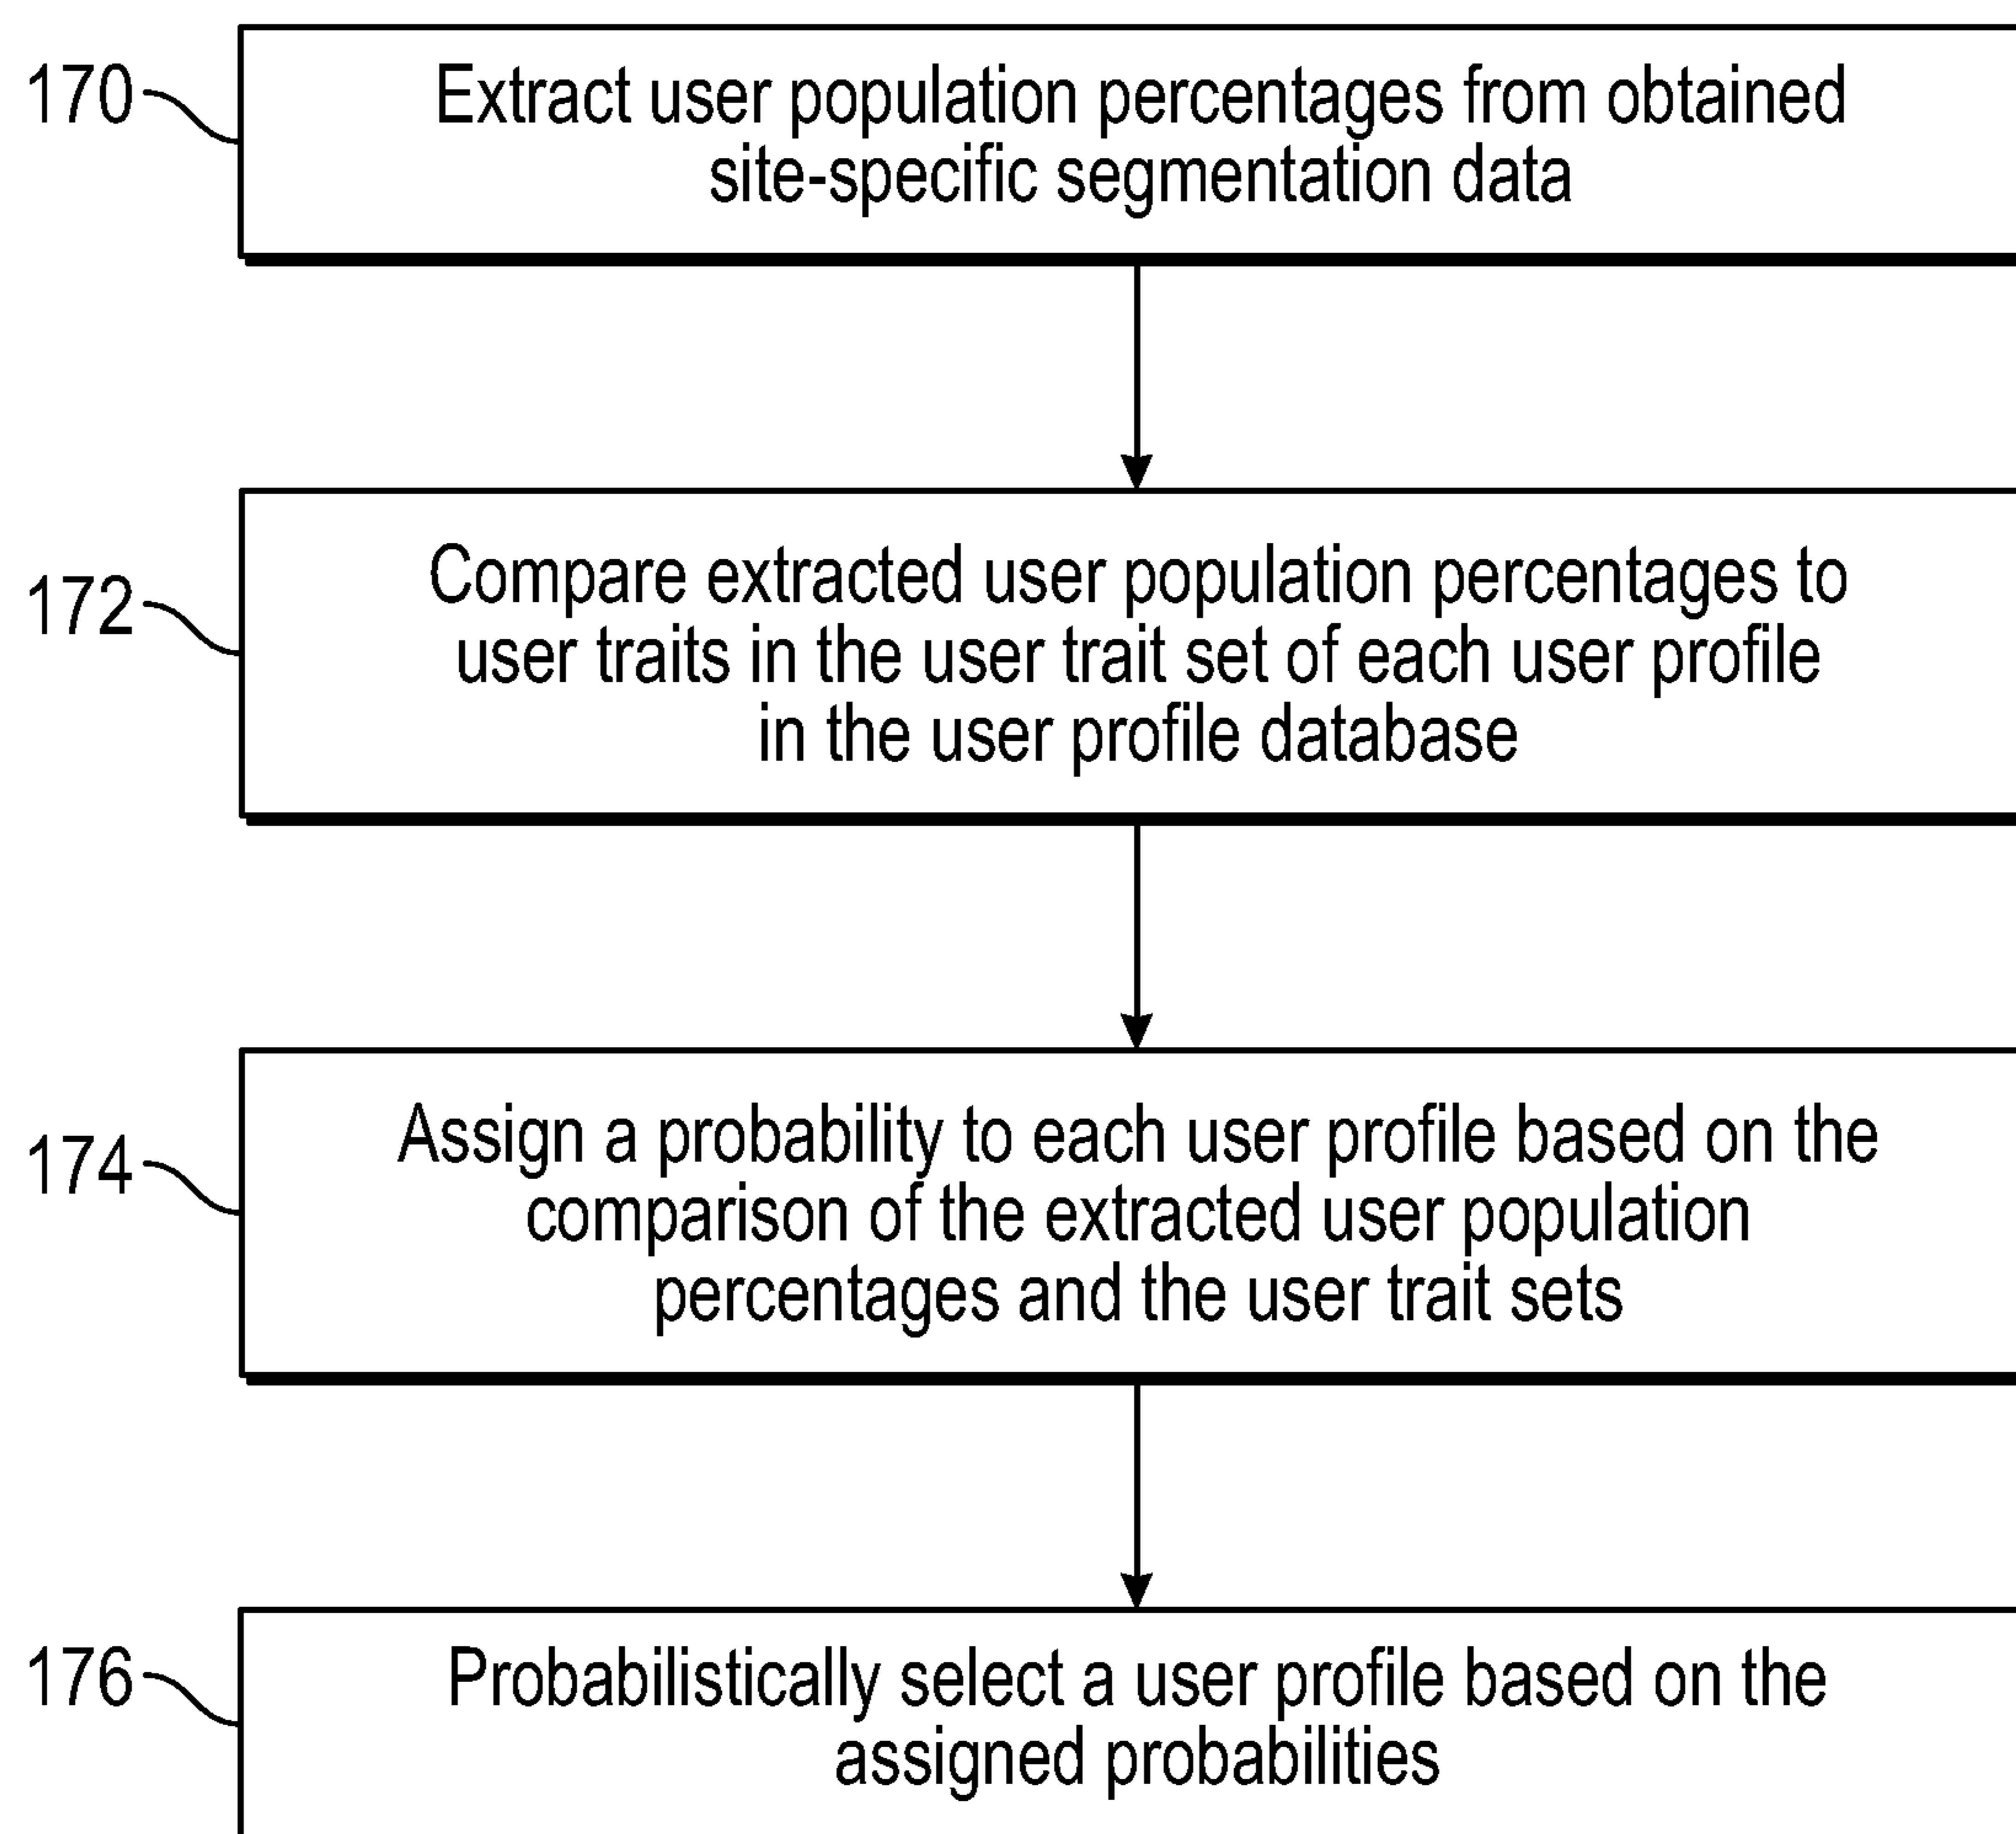 170
Extract user population percentages from obtained
site-specific segmentation data
172
Compare extracted user population percentages to
user traits in the user trait set of each user profile
in the user profile database
174
Assign a probability to each user profile based on the
comparison of the extracted user population
percentages and the user trait sets
176
Probabilistically select a user profile based on the
assigned probabilities